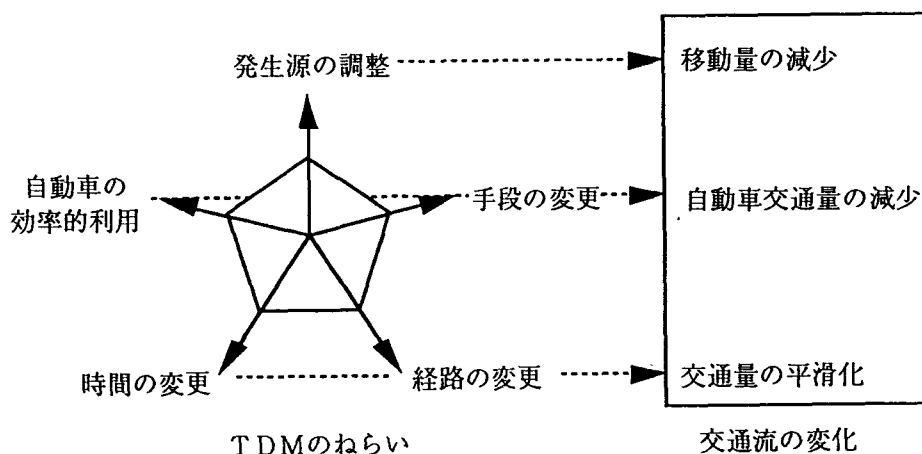 発生源の調整
移動量の減少
自動車の
効率的利用
手段の変更
自動車交通量の減少
時間の変更
経路の変更
交通量の平滑化
TDMのねらい
交通流の変化